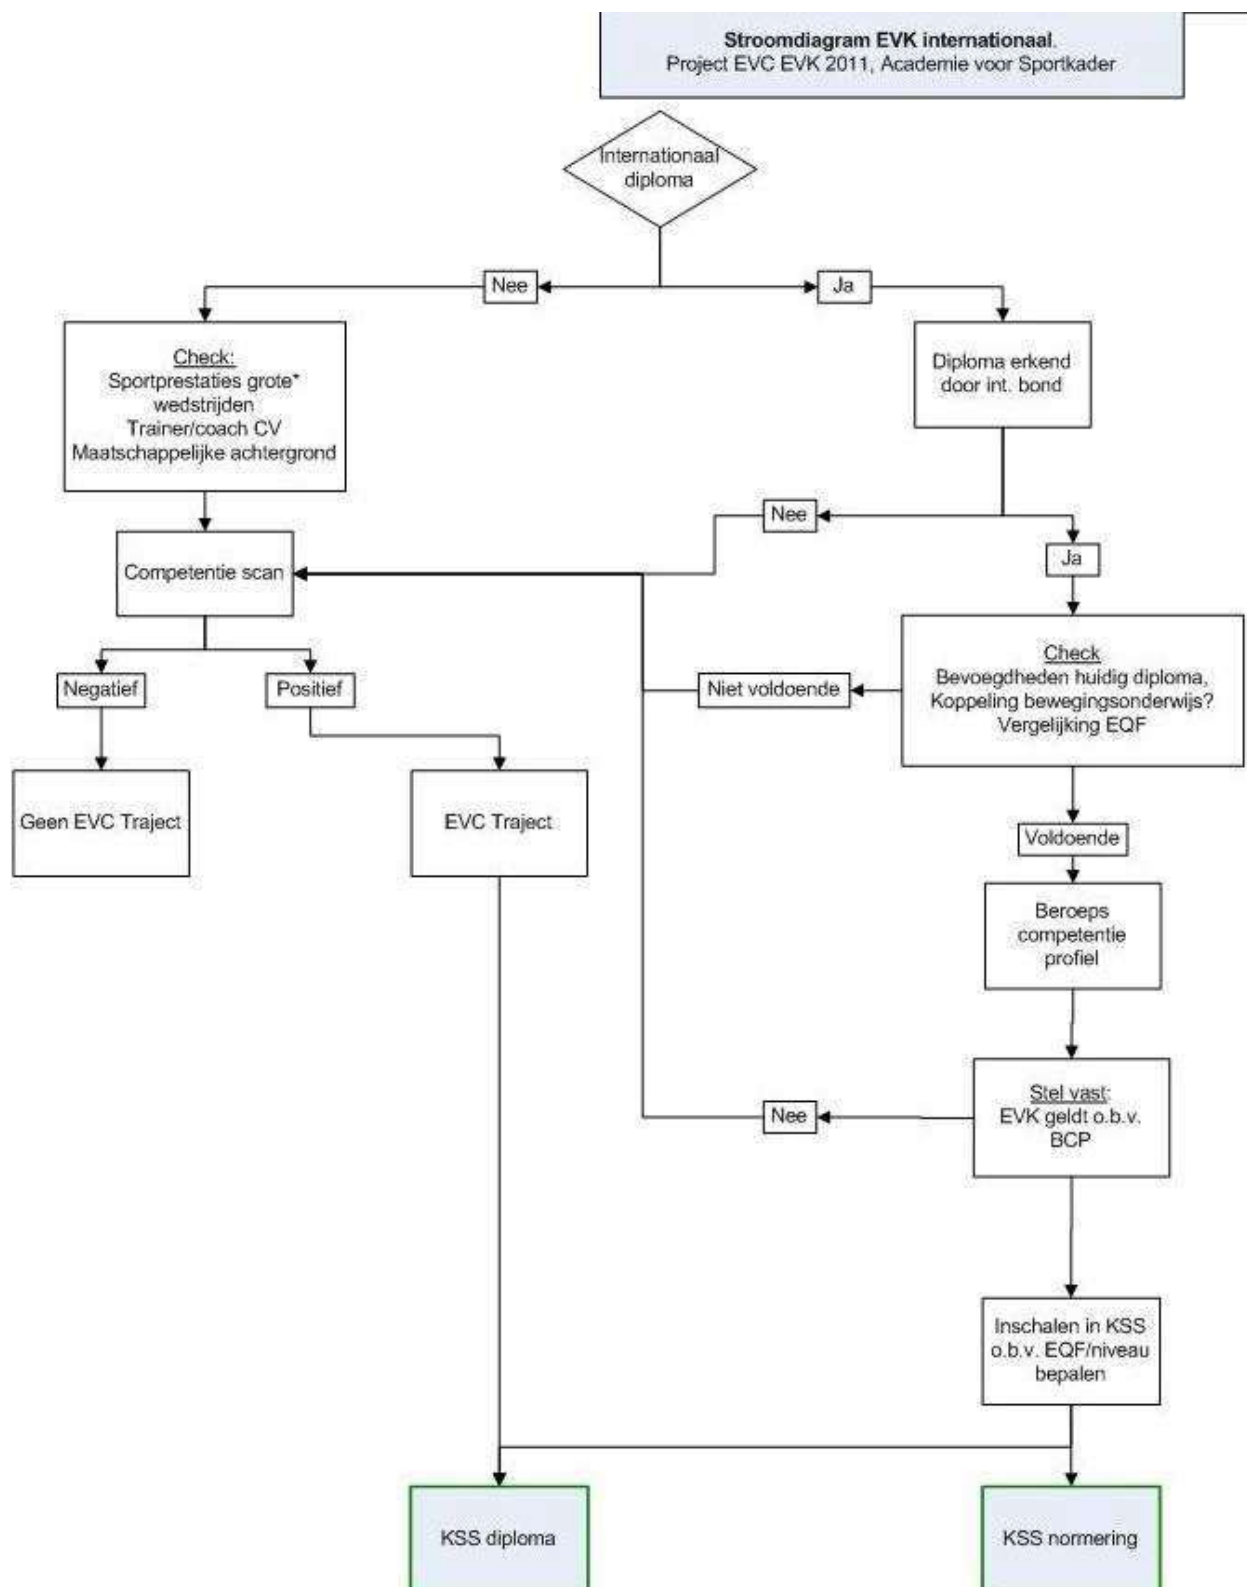 Stroomdiagram EVK internationaal.
Project EVC EVK 2011, Academie voor Sportkader
Internationaal
diploma
Nee
Ja
Check:
Sportprestaties grote*
wedstrijden
Trainer/coach CV
Maatschappelijke achtergrond
Diploma erkend
door int. bond
Nee
Ja
Competentie scan
Negatief
Positief
Niet voldoende
Check
Bevoegdheden huidig diploma,
Koppeling bewegingsonderwijs?
Vergelijking EQF
Geen EVC Traject
EVC Traject
Voldoende
Beroeps
competentie
profiel
Nee
Stel vast:
EVK geldt o.b.v.
BCP
Inschalen in KSS
o.b.v. EQF/niveau
bepalen
KSS diploma
KSS normering